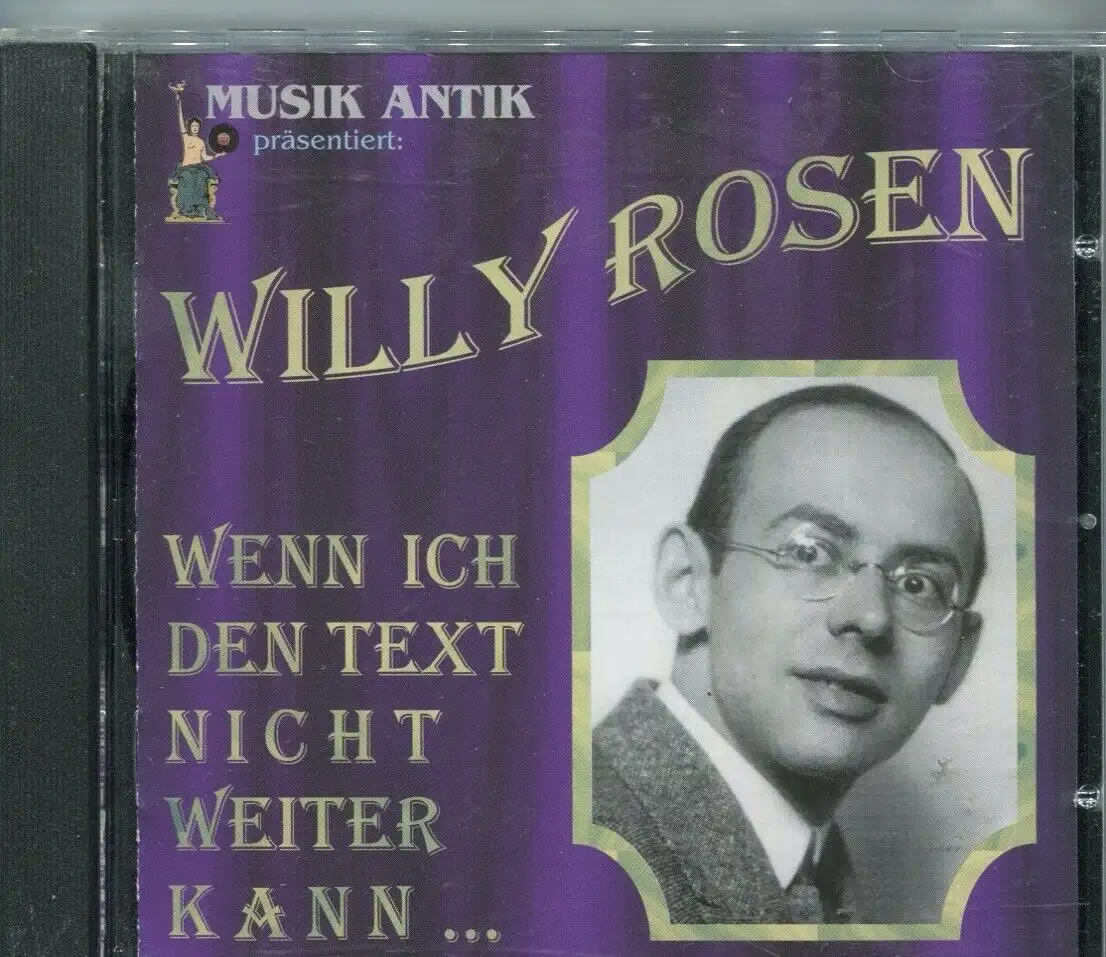 MUSIK ANTIK
präsentiert:
WILLY ROSEN
WENN ICH
DEN TEXT
NICHT
WEITER
KANN ...